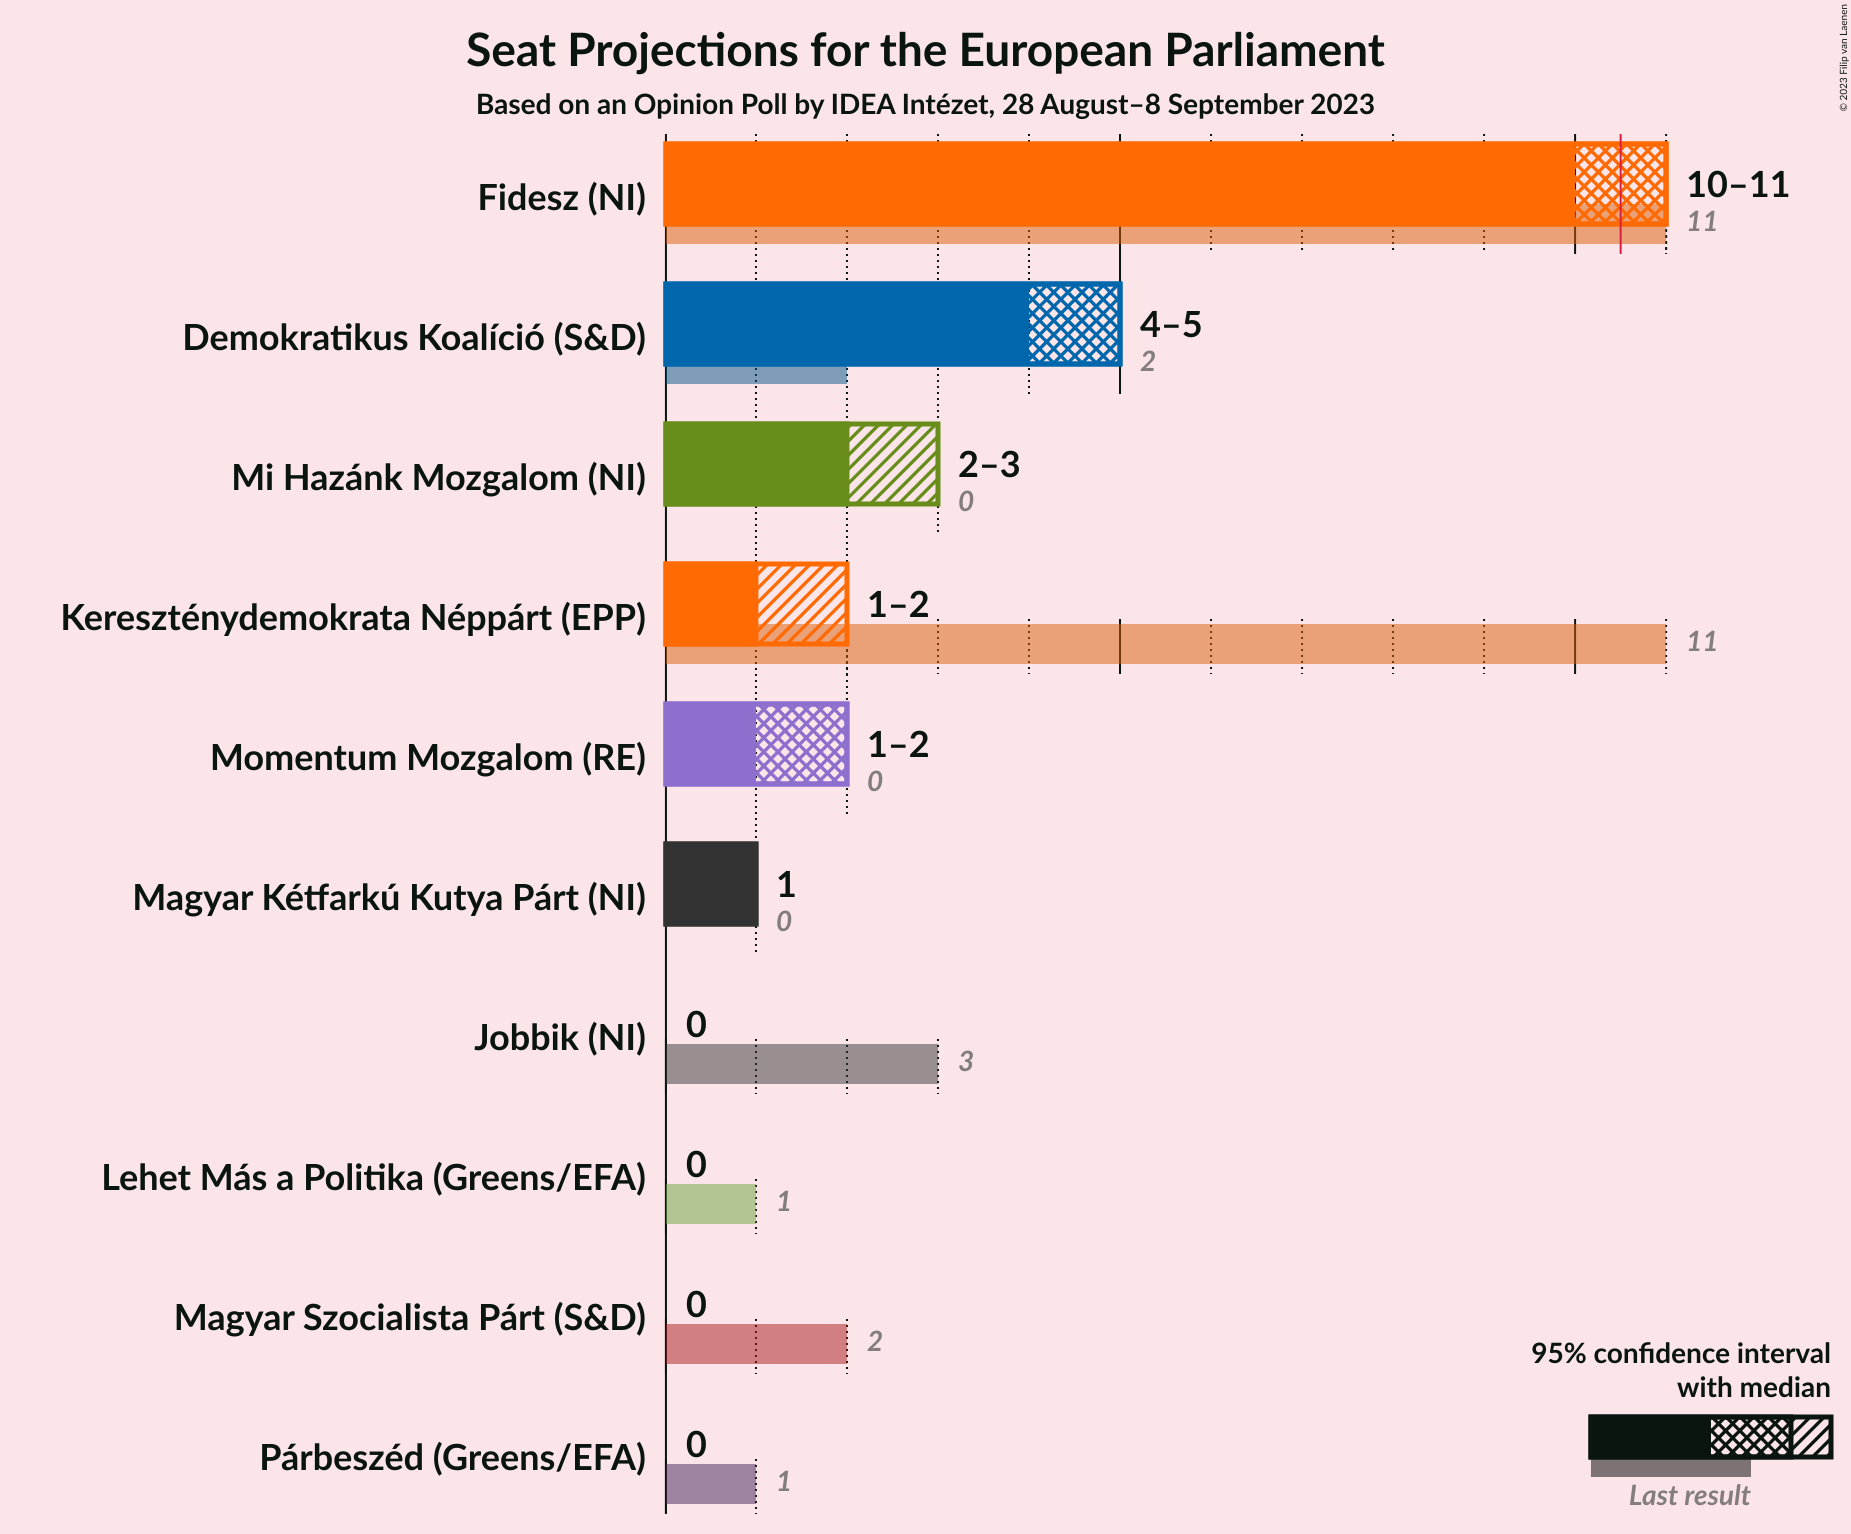 Seat Projections for the European Parliament
Based on an Opinion Poll by IDEA Intézet, 28 August–8 September 2023
© 2023 Filip van Laenen
Fidesz (NI)
10–11
11
Demokratikus Koalíció (S&D)
4–5
2
Mi Hazánk Mozgalom (NI)
2–3
0
Kereszténydemokrata Néppárt (EPP)
1–2
11
Momentum Mozgalom (RE)
1–2
0
Magyar Kétfarkú Kutya Párt (NI)
1
0
Jobbik (NI)
0
3
Lehet Más a Politika (Greens/EFA)
0
1
Magyar Szocialista Párt (S&D)
0
2
Párbeszéd (Greens/EFA)
0
1
95% confidence interval
with median
Last result